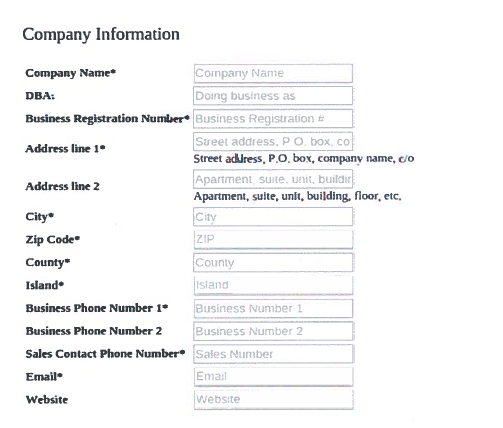 Company Information
Company Name* Company Name
DBA: Doing business as
Business Registration Number* Business Registration #
Address line 1* Street address, P O. box, co
Street address, P.O. box, company name, c/o
Address line 2 Apartment, suite, unit, buildir
Apartment, suite, unit, building, floor, etc.
City* City
Zip Code* ZIP
County* County
Island* Island
Business Phone Number 1* Business Number 1
Business Phone Number 2 Business Number 2
Sales Contact Phone Number* Sales Number
Email* Email
Website Website